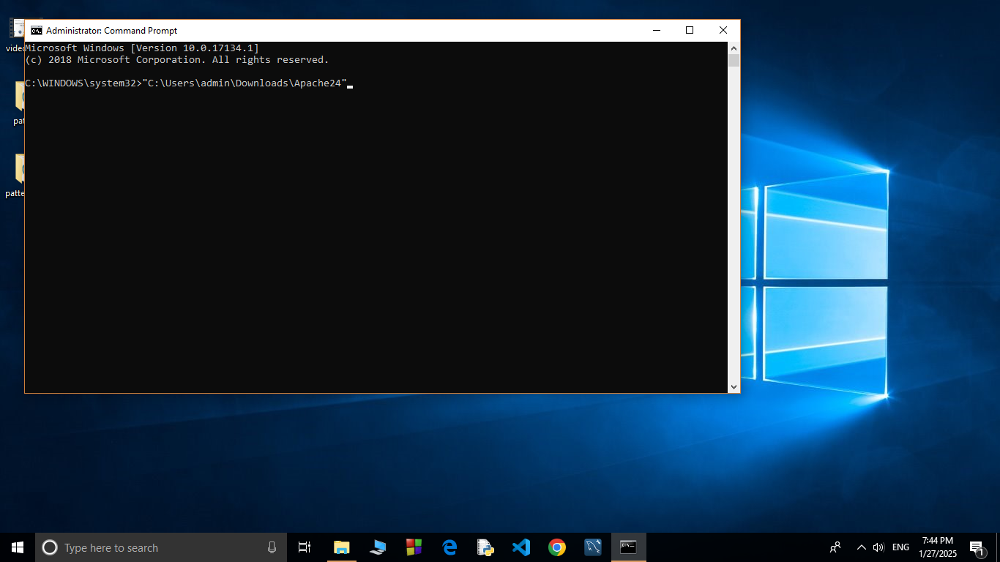 Administrator: Command Prompt
Microsoft Windows [Version 10.0.17134.1]
(c) 2018 Microsoft Corporation. All rights reserved.
C:\WINDOWS\system32>"C:\Users\admin\Downloads\Apache24"
video
pat
patte
Type here to search
ENG
7:44 PM
1/27/2025
1